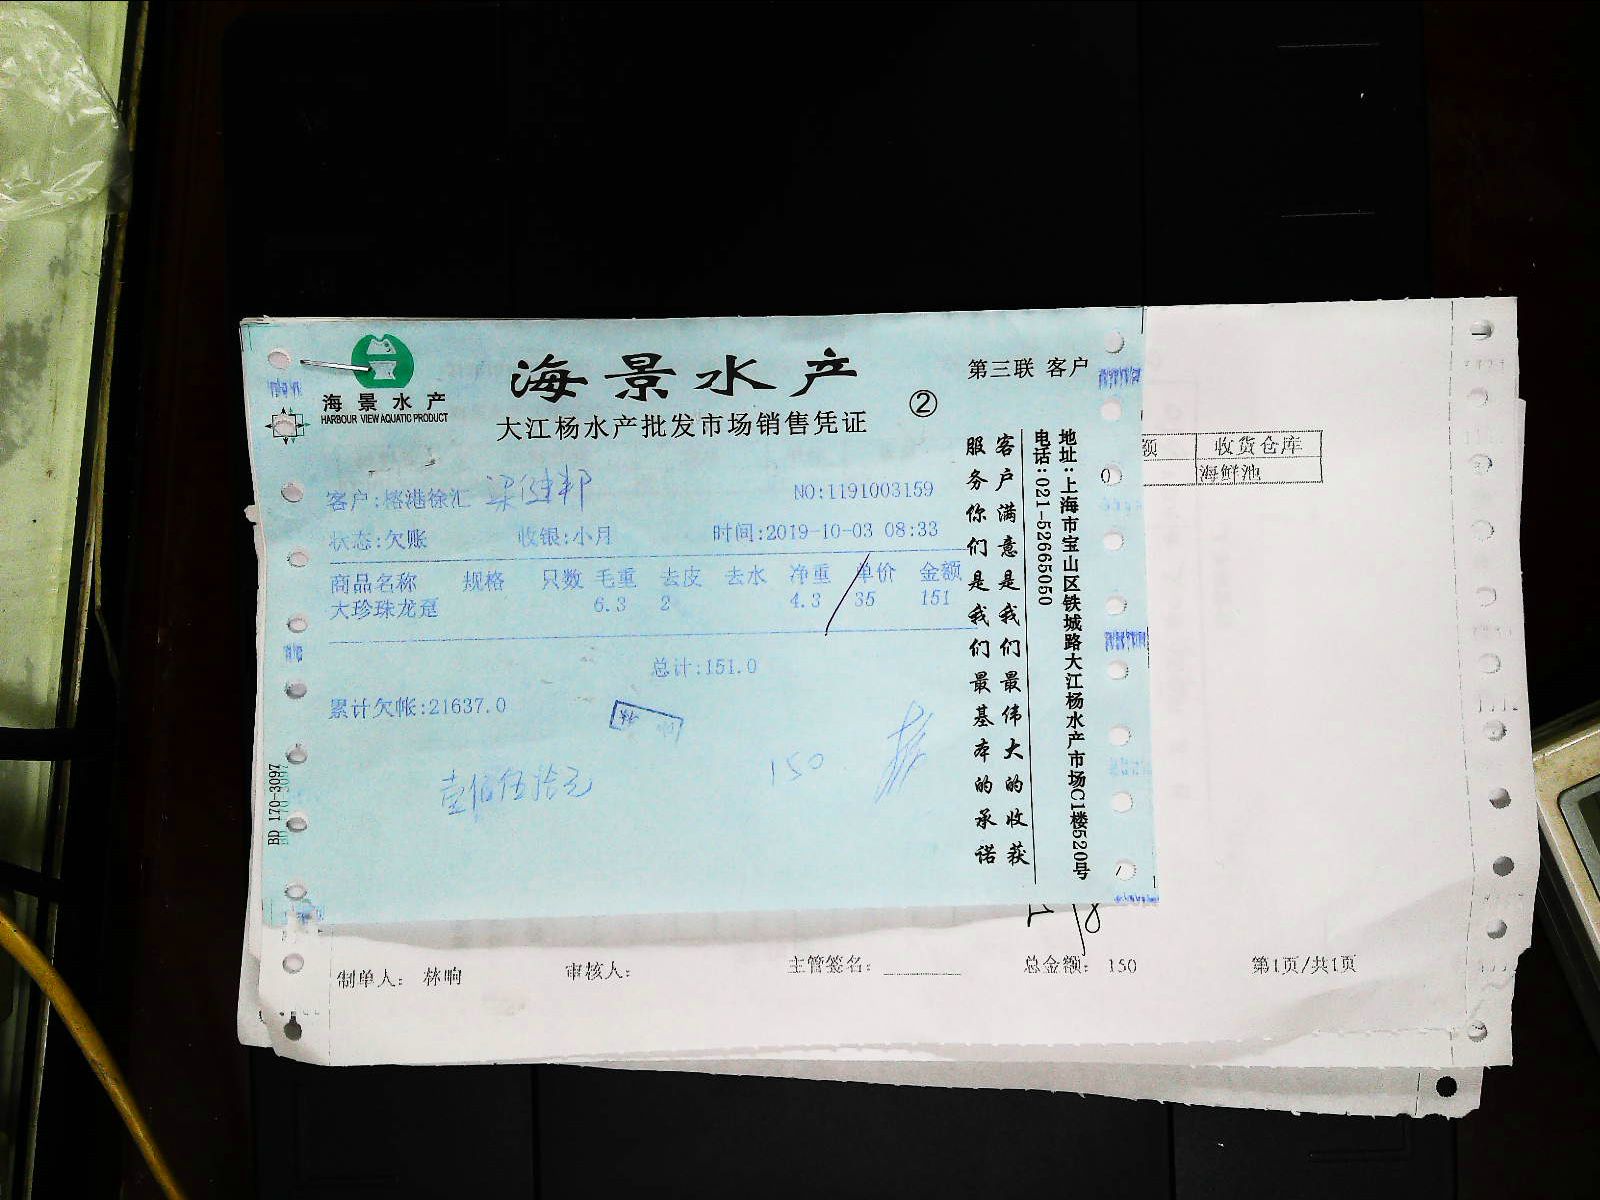 海景水产
HARBOUR VIEW AQUATIC PRODUCT
海景水产
大江杨水产批发市场销售凭证
②
第三联 客户
客户:榕港徐汇
NO:1191003159
状态:欠账 收银:小月 时间:2019-10-03 08:33
商品名称 规格 只数 毛重 去皮 去水 净重 单价 金额
大珍珠龙趸 6.3 2 4.3 35 151
总计:151.0
累计欠帐:21637.0
壹佰伍拾元
150
地址:上海市宝山区铁城路大江杨水产市场C1楼520号
电话:021-52665050
客户满意是我们最伟大的收获
服务你们是我们最基本的承诺
BD 170-3097
额 收货仓库
0 海鲜池
制单人: 林响 审核人: 主管签名: 总金额: 150 第1页/共1页